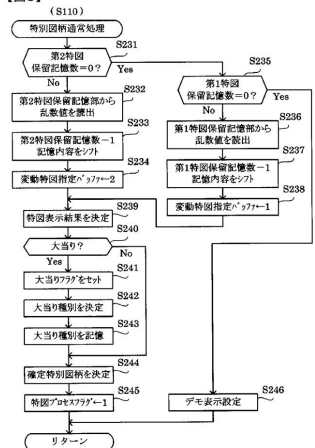 (S110)
特別図柄通常処理
S231
第2特図
保留記憶数=0?
Yes
No
S232
第2特図保留記憶部から
乱数値を読出
S233
第2特図保留記憶数-1
記憶内容をシフト
S234
変動特図指定バッファ←2
S235
第1特図
保留記憶数=0?
Yes
No
S236
第1特図保留記憶部から
乱数値を読出
S237
第1特図保留記憶数-1
記憶内容をシフト
S238
変動特図指定バッファ←1
S239
特図表示結果を決定
S240
大当り?
No
Yes
S241
大当りフラグをセット
S242
大当り種別を決定
S243
大当り種別を記憶
S244
確定特別図柄を決定
S245
特図プロセスフラグ←1
S246
デモ表示設定
リターン